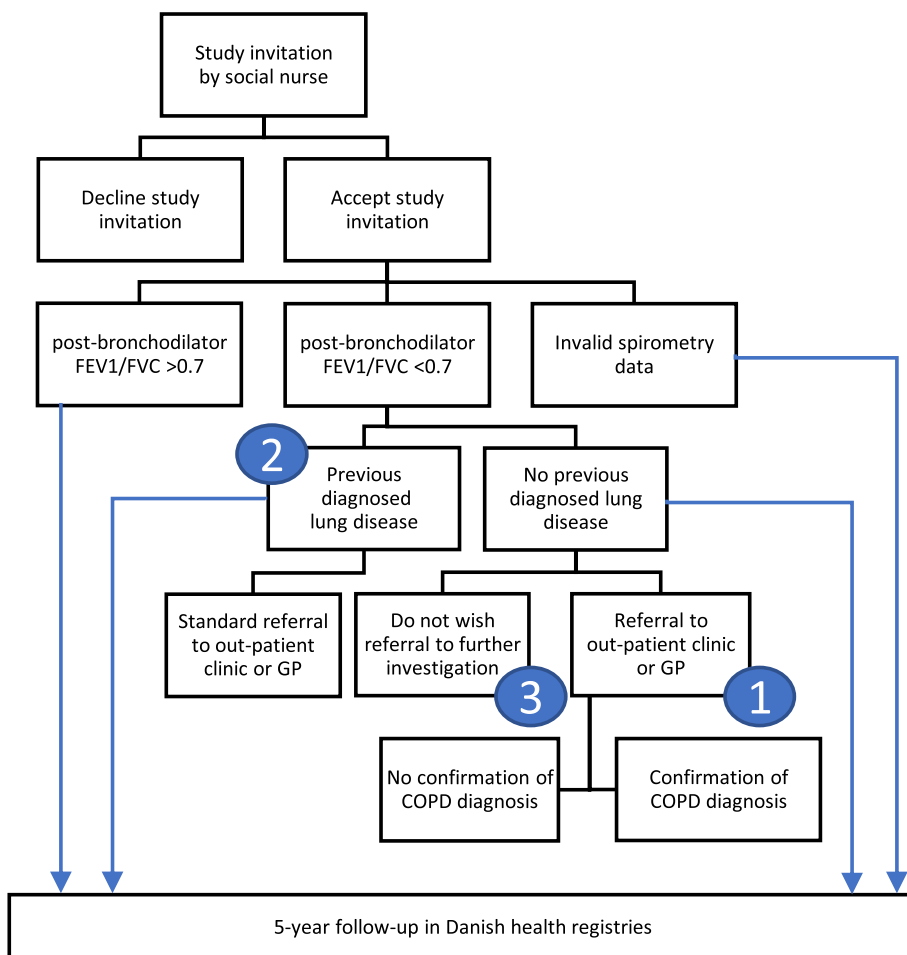 Study invitation
by social nurse
Decline study
invitation
Accept study
invitation
post-bronchodilator
FEV1/FVC >0.7
post-bronchodilator
FEV1/FVC <0.7
Invalid spirometry
data
2
Previous
diagnosed
lung disease
No previous
diagnosed lung
disease
Standard referral
to out-patient
clinic or GP
Do not wish
referral to further
investigation
3
Referral to
out-patient clinic
or GP
1
No confirmation of
COPD diagnosis
Confirmation of
COPD diagnosis
5-year follow-up in Danish health registries